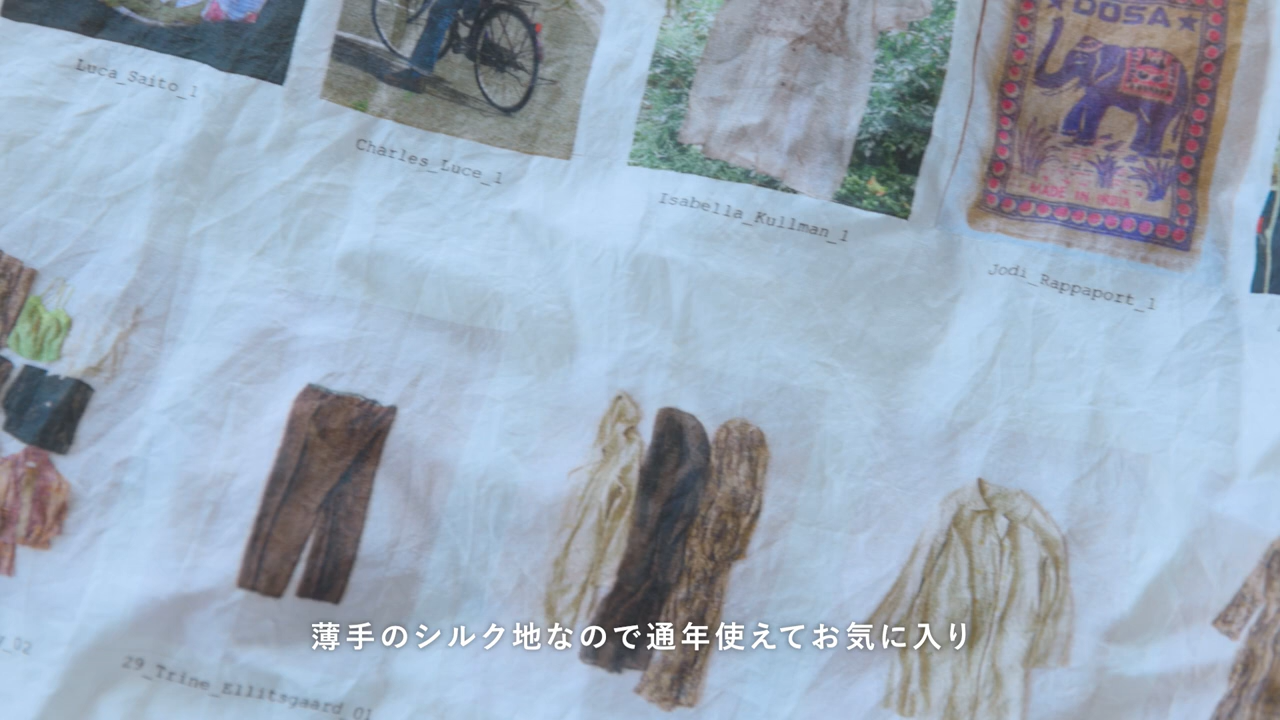 ★DOSA★
MADE IN INDIA
Luca_Saito_1
Charles_Luce_1
Isabella_Kullman_1
Jodi_Rappaport_1
_02
29_Trine_Ellitsgaard_01
薄手のシルク地なので通年使えてお気に入り